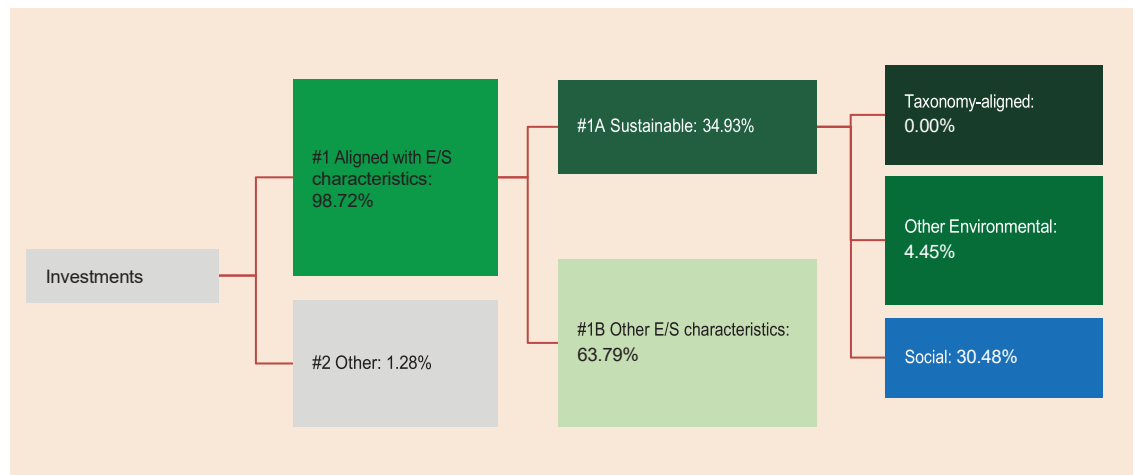 Investments
#1 Aligned with E/S
characteristics:
98.72%
#2 Other: 1.28%
#1A Sustainable: 34.93%
#1B Other E/S characteristics:
63.79%
Taxonomy-aligned:
0.00%
Other Environmental:
4.45%
Social: 30.48%